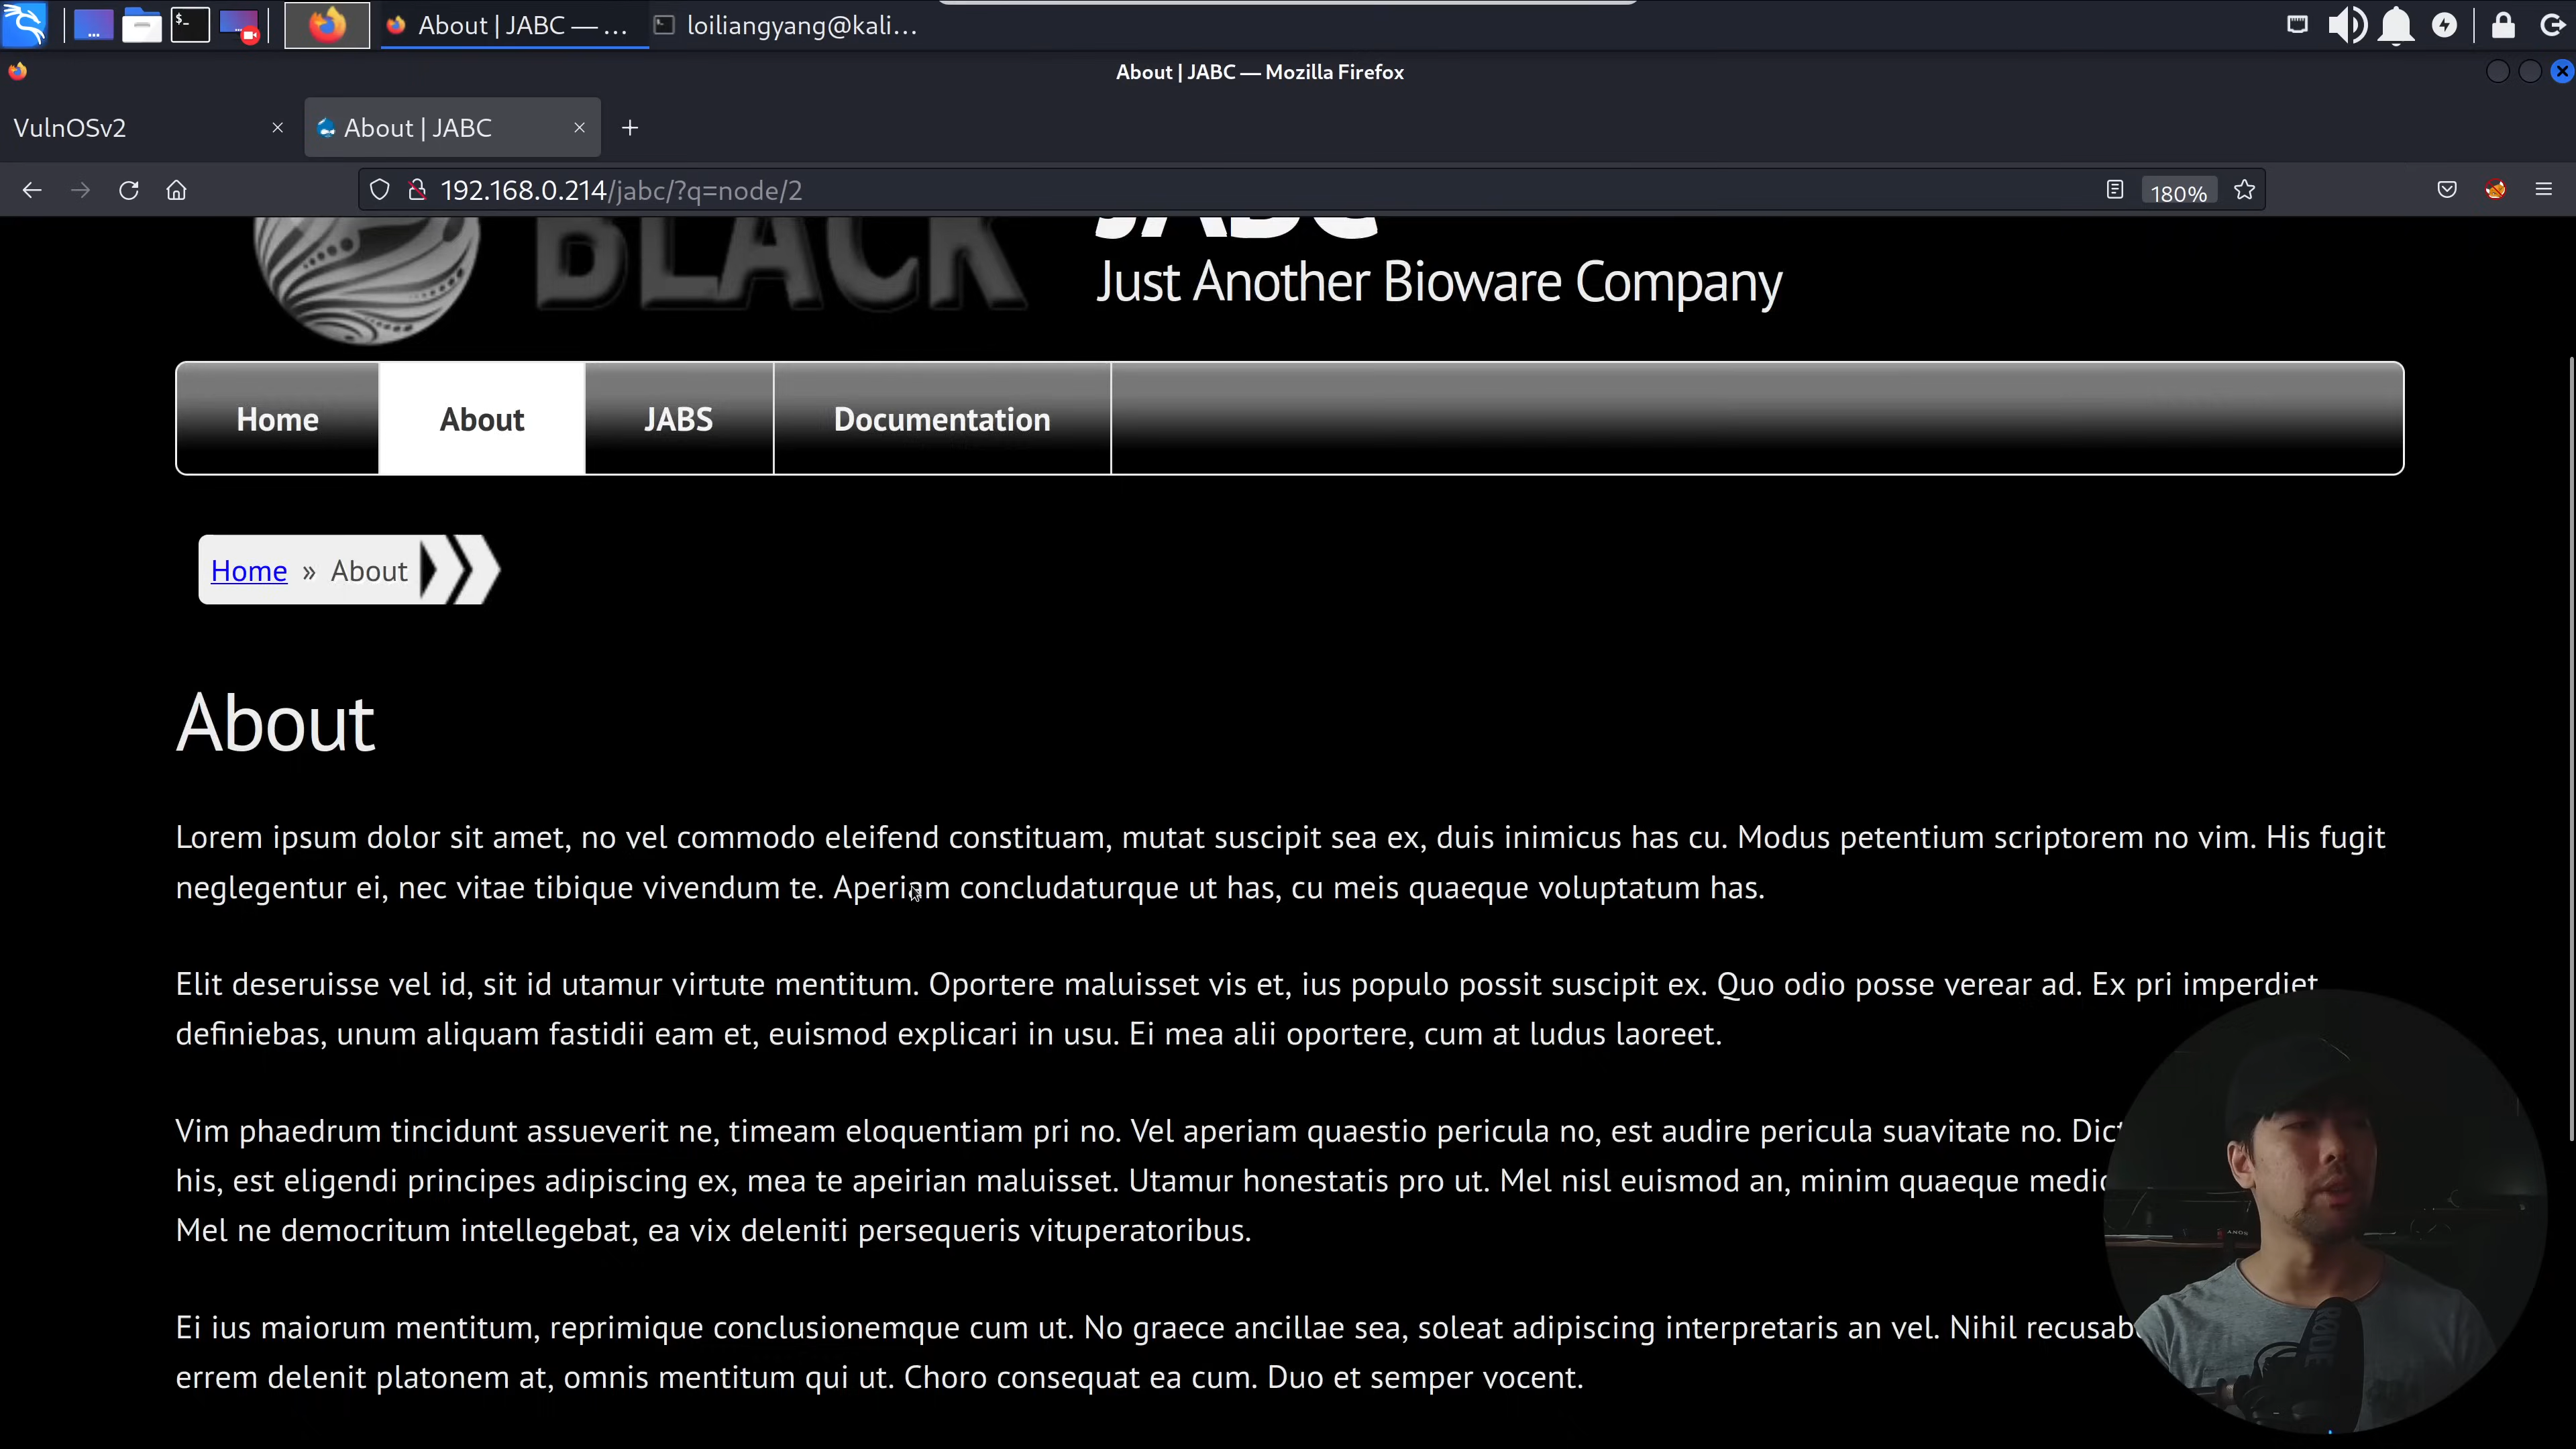 About | JABC — ...
loiliangyang@kali...
About | JABC — Mozilla Firefox
VulnOSv2
About | JABC
192.168.0.214/jabc/?q=node/2
180%
BLACK
JABC
Just Another Bioware Company
Home
About
JABS
Documentation
Home » About
About
Lorem ipsum dolor sit amet, no vel commodo eleifend constituam, mutat suscipit sea ex, duis inimicus has cu. Modus petentium scriptorem no vim. His fugit
neglegentur ei, nec vitae tibique vivendum te. Aperiam concludaturque ut has, cu meis quaeque voluptatum has.
Elit deseruisse vel id, sit id utamur virtute mentitum. Oportere maluisset vis et, ius populo possit suscipit ex. Quo odio posse verear ad. Ex pri imperdiet
definiebas, unum aliquam fastidii eam et, euismod explicari in usu. Ei mea alii oportere, cum at ludus laoreet.
Vim phaedrum tincidunt assueverit ne, timeam eloquentiam pri no. Vel aperiam quaestio pericula no, est audire pericula suavitate no. Dict
his, est eligendi principes adipiscing ex, mea te apeirian maluisset. Utamur honestatis pro ut. Mel nisl euismod an, minim quaeque medio
Mel ne democritum intellegebat, ea vix deleniti persequeris vituperatoribus.
Ei ius maiorum mentitum, reprimique conclusionemque cum ut. No graece ancillae sea, soleat adipiscing interpretaris an vel. Nihil recusabo
errem delenit platonem at, omnis mentitum qui ut. Choro consequat ea cum. Duo et semper vocent.
RODE